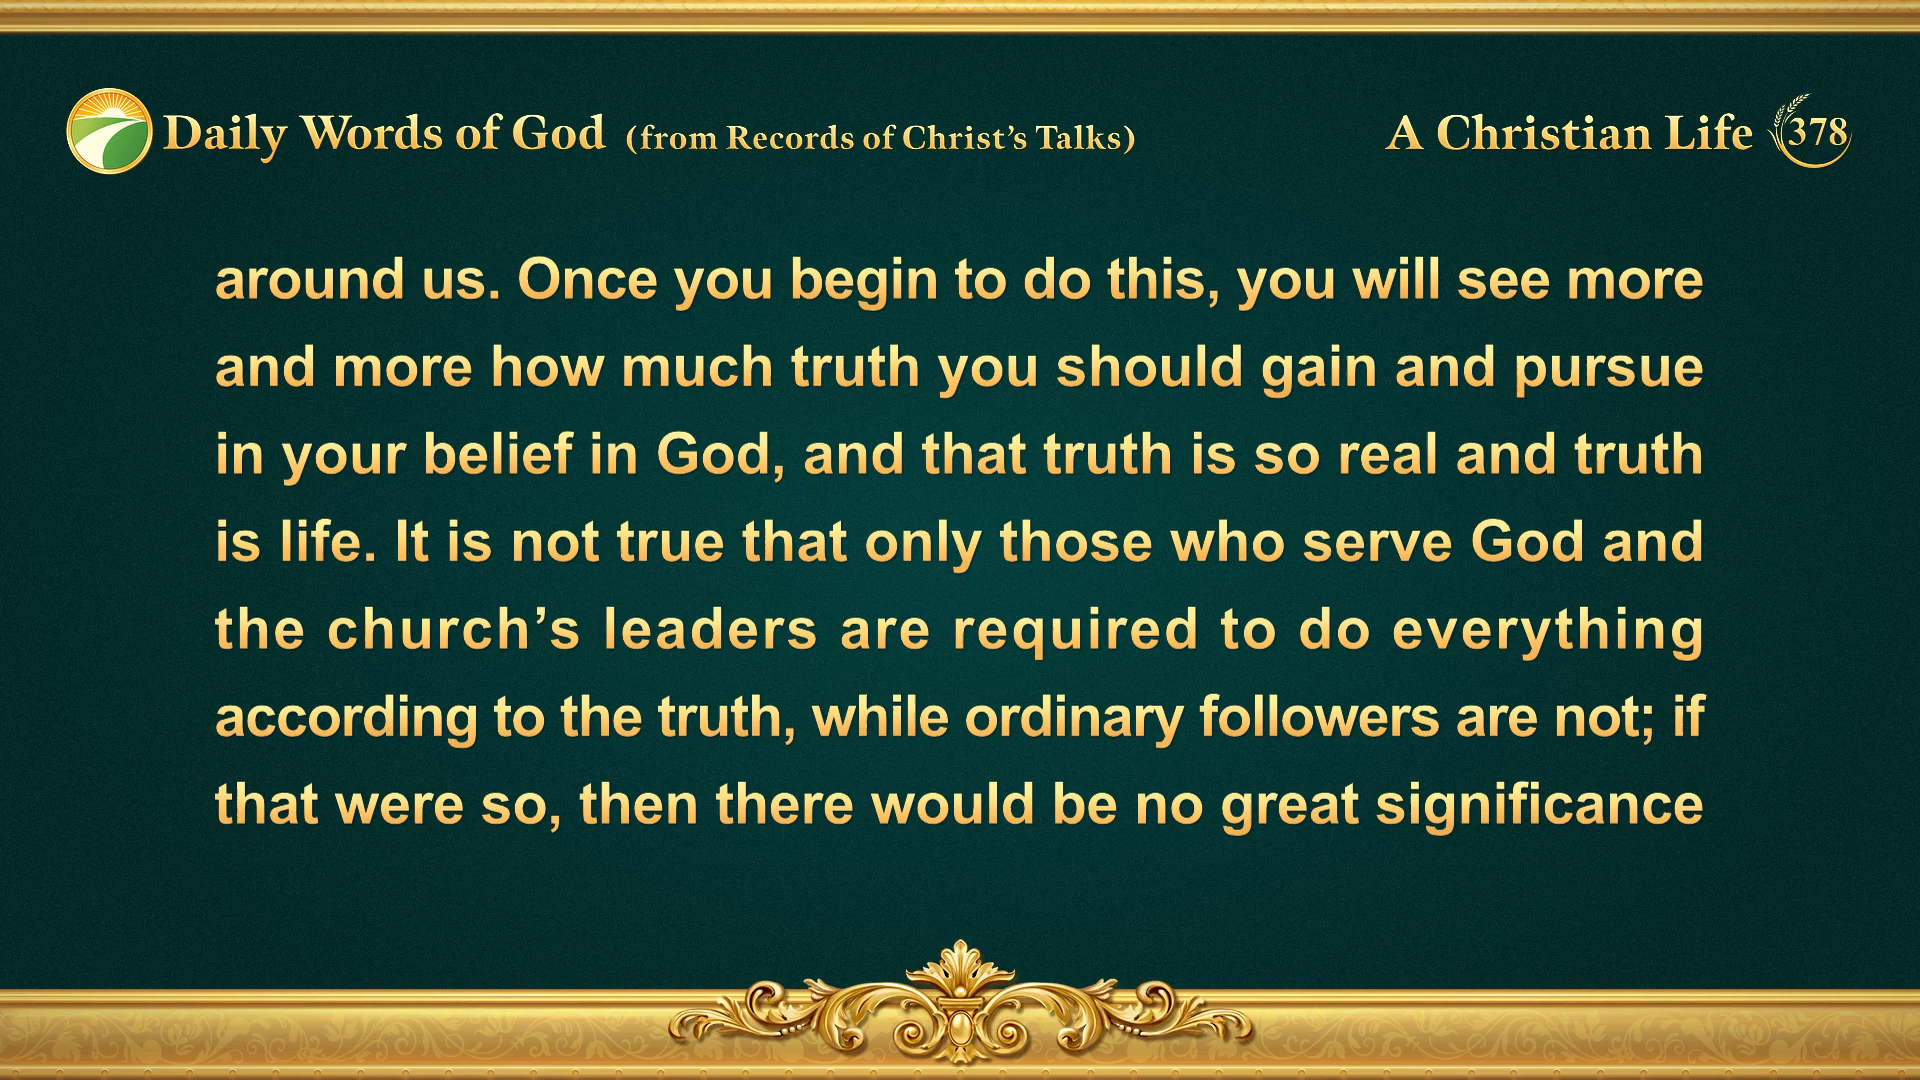 Daily Words of God (from Records of Christ’s Talks)
A Christian Life 378
around us. Once you begin to do this, you will see more
and more how much truth you should gain and pursue
in your belief in God, and that truth is so real and truth
is life. It is not true that only those who serve God and
the church’s leaders are required to do everything
according to the truth, while ordinary followers are not; if
that were so, then there would be no great significance